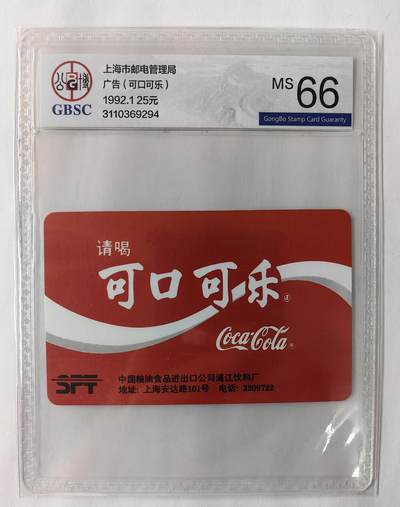 上海市邮电管理局
广告(可口可乐)
1992.1 25元
3110369294
GBSC
MS 66
GongBo Stamp Card Guaranty
请喝
可口可乐
Coca-Cola
SFT
中国粮油食品进出口公司浦江饮料厂
地址: 上海安达路101号 电话: 3209722